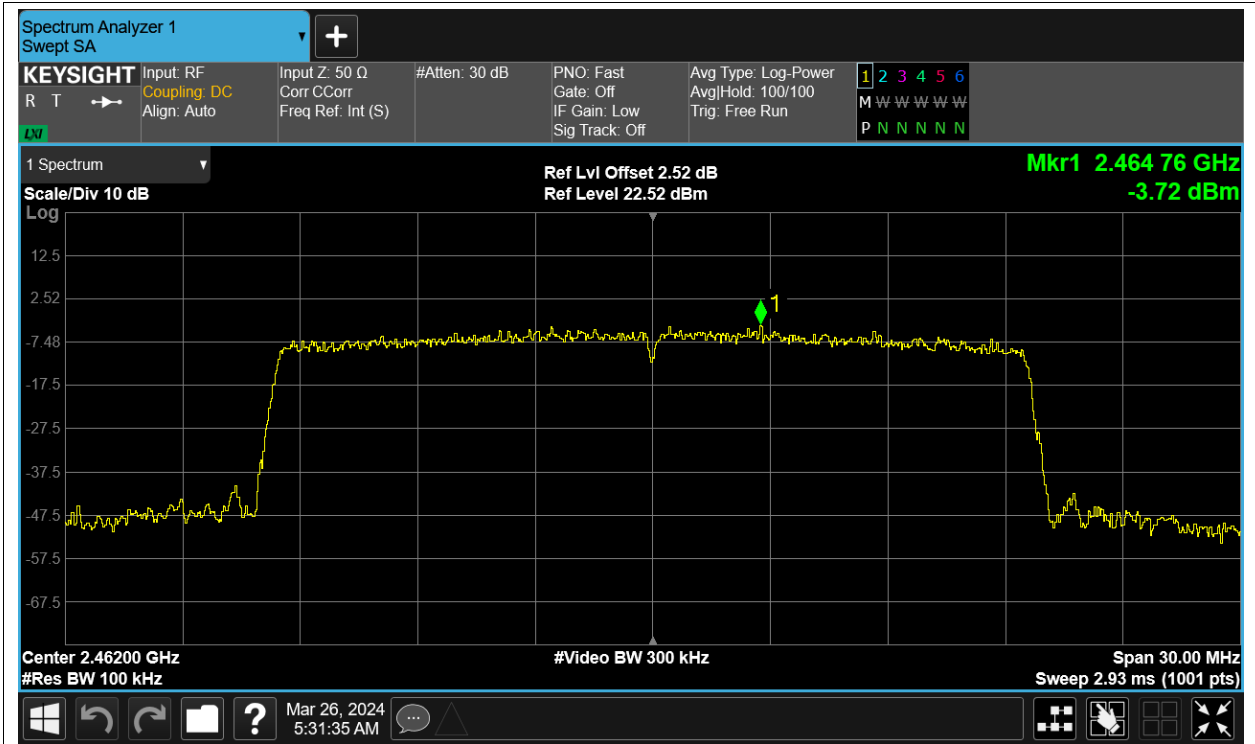 Spectrum Analyzer 1
Swept SA
KEYSIGHT
R T
LXI
Input: RF
Coupling: DC
Align: Auto
Input Z: 50 Ω
Corr CCorr
Freq Ref: Int (S)
#Atten: 30 dB
PNO: Fast
Gate: Off
IF Gain: Low
Sig Track: Off
Avg Type: Log-Power
Avg|Hold: 100/100
Trig: Free Run
1 2 3 4 5 6
M W W W W W
P N N N N N
1 Spectrum
Scale/Div 10 dB
Log
Ref Lvl Offset 2.52 dB
Ref Level 22.52 dBm
Mkr1 2.464 76 GHz
-3.72 dBm
12.5
2.52
-7.48
-17.5
-27.5
-37.5
-47.5
-57.5
-67.5
1
Center 2.46200 GHz
#Res BW 100 kHz
#Video BW 300 kHz
Span 30.00 MHz
Sweep 2.93 ms (1001 pts)
?
Mar 26, 2024
5:31:35 AM